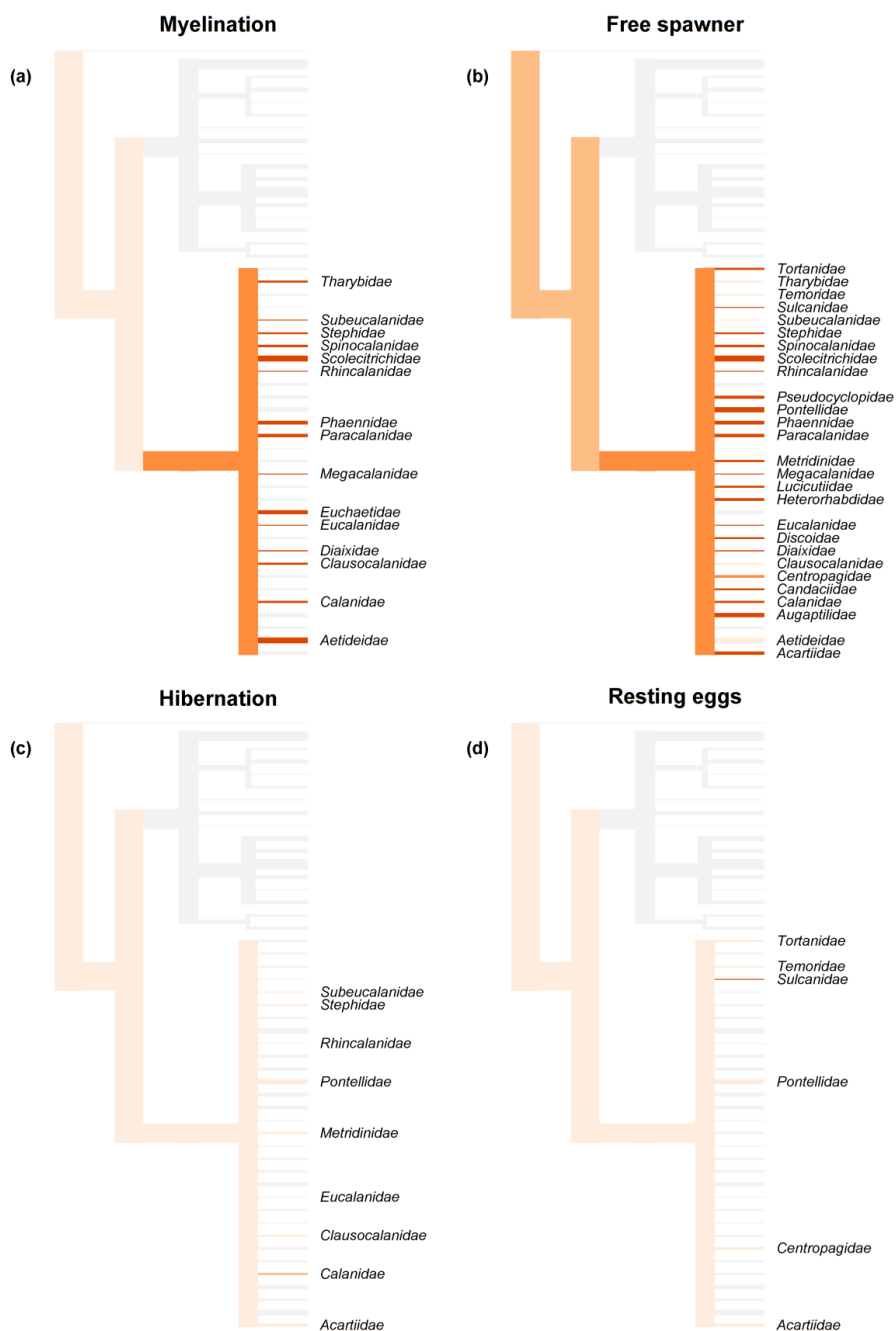 Myelination
(a)
Tharybidae
Subeucalanidae
Stephidae
Spinocalanidae
Scolecitrichidae
Rhincalanidae
Phaennidae
Paracalanidae
Megacalanidae
Euchaetidae
Eucalanidae
Diaixidae
Clausocalanidae
Calanidae
Aetideidae
Free spawner
(b)
Tortanidae
Tharybidae
Temoridae
Sulcanidae
Subeucalanidae
Stephidae
Spinocalanidae
Scolecitrichidae
Rhincalanidae
Pseudocyclopidae
Pontellidae
Phaennidae
Paracalanidae
Metridinidae
Megacalanidae
Lucicutiidae
Heterorhabdidae
Eucalanidae
Discoidae
Diaixidae
Clausocalanidae
Centropagidae
Candaciidae
Calanidae
Augaptilidae
Aetideidae
Acartiidae
Hibernation
(c)
Subeucalanidae
Stephidae
Rhincalanidae
Pontellidae
Metridinidae
Eucalanidae
Clausocalanidae
Calanidae
Acartiidae
Resting eggs
(d)
Tortanidae
Temoridae
Sulcanidae
Pontellidae
Centropagidae
Acartiidae